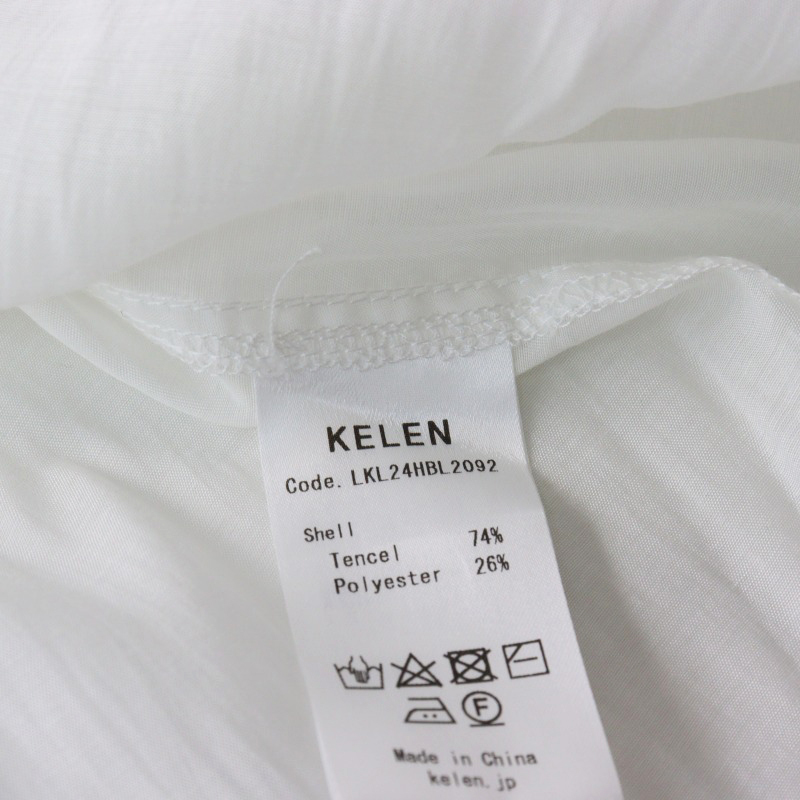 KELEN
Code. LKL24HBL2092
Shell
Tencel 74%
Polyester 26%
F
Made in China
kelen.jp